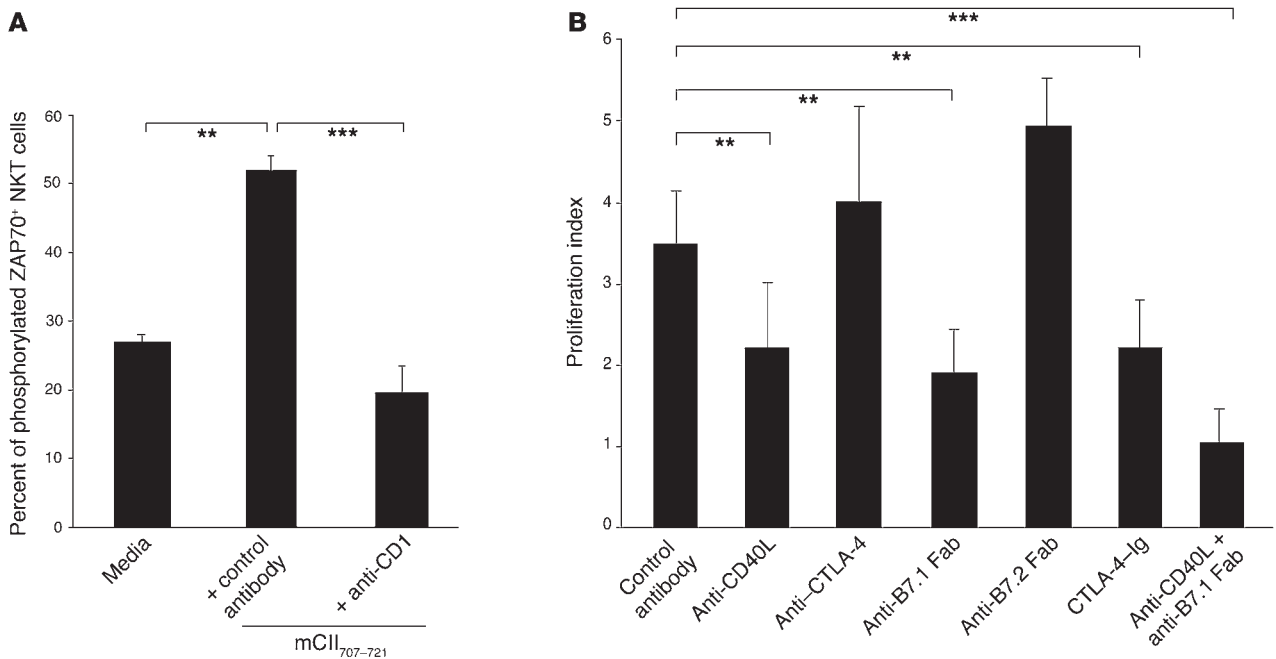 A
Percent of phosphorylated ZAP70+ NKT cells
60
50
40
30
20
10
0
**
***
Media
+ control
antibody
+ anti-CD1
mCII707–721
B
Proliferation index
6
5
4
3
2
1
0
***
**
**
**
Control
antibody
Anti-CD40L
Anti–CTLA-4
Anti-B7.1 Fab
Anti-B7.2 Fab
CTLA-4–Ig
Anti-CD40L +
anti-B7.1 Fab